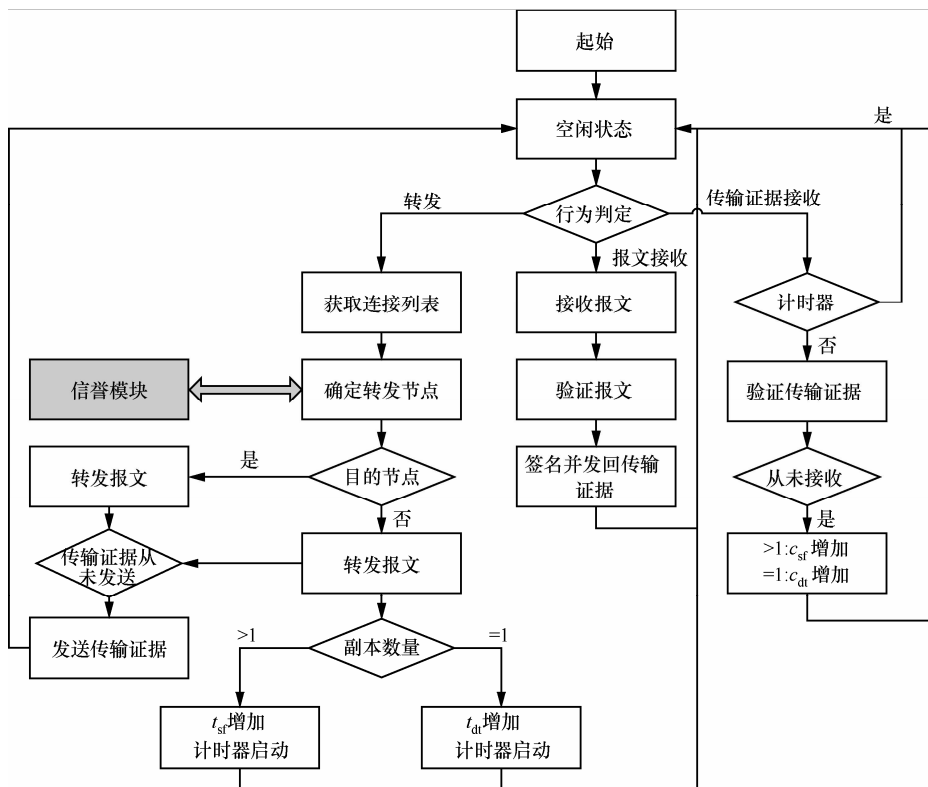 起始
空闲状态
是
行为判定
转发
传输证据接收
报文接收
获取连接列表
接收报文
计时器
否
信誉模块
确定转发节点
验证报文
验证传输证据
是
目的节点
转发报文
签名并发回传输
证据
从未接收
否
是
传输证据从
未发送
转发报文
>1:csf 增加
=1:cdt 增加
发送传输证据
>1
副本数量
=1
tsf增加
计时器启动
tdt增加
计时器启动